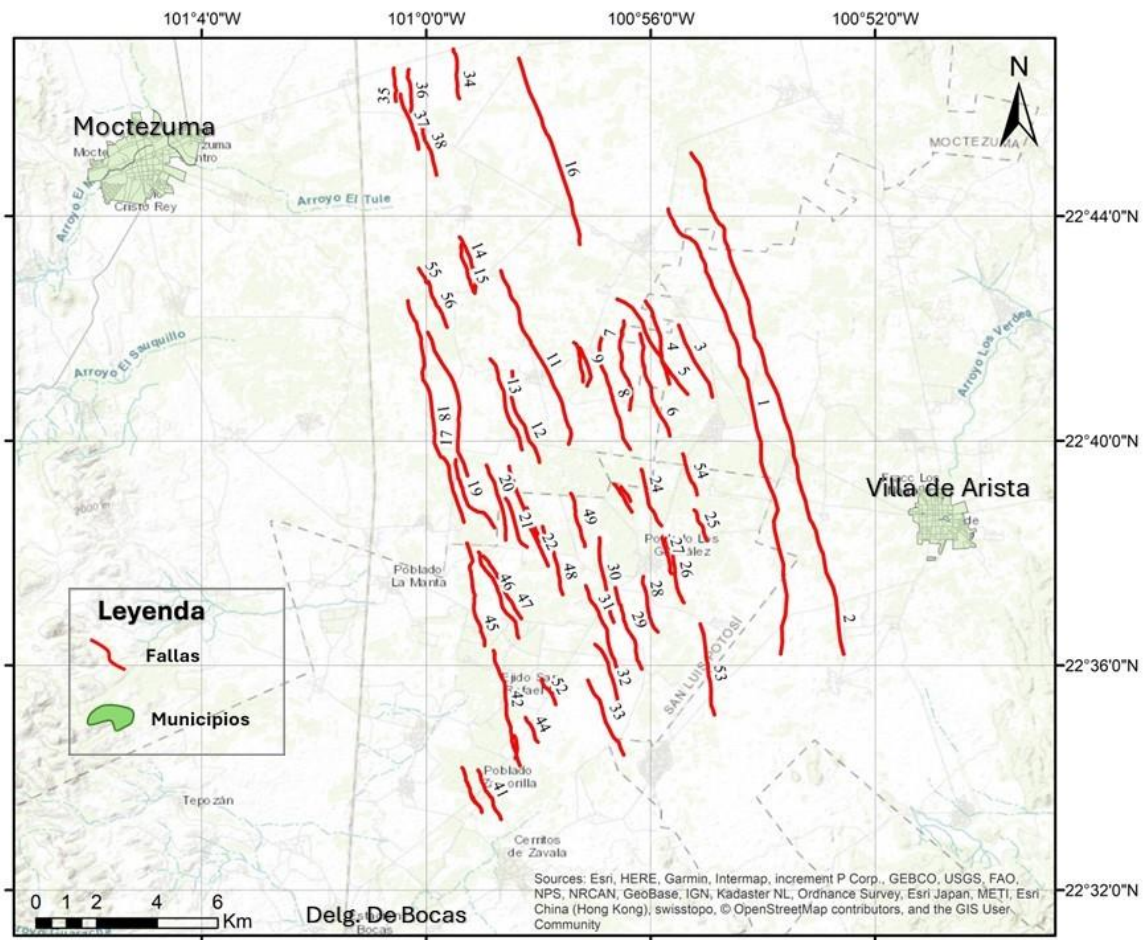 101°4'0"W
101°0'0"W
100°56'0"W
100°52'0"W
N
34
35
36
37
38
16
Moctezuma
MOCTEZUMA
Cristo Rey
Arroyo El Tule
22°44'0"N
14
15
55
56
Arroyo El Sauquillo
Arroyo Los Verdes
11
7
9
4
3
5
8
6
13
12
1
18
17
22°40'0"N
19
20
21
22
24
54
25
49
Villa de Arista
de
2000 m
Poblado
La Manta
27
26
48
30
28
46
47
31
29
45
2
Leyenda
Fallas
Municipios
22°36'0"N
SAN LUIS POTOSÍ
53
32
52
42
33
44
Poblado
41
Tepozán
Cerritos
de Zavala
22°32'0"N
0 1 2 4 6
Km
Delg. De Bocas
Bocas
Sources: Esri, HERE, Garmin, Intermap, increment P Corp., GEBCO, USGS, FAO,
NPS, NRCAN, GeoBase, IGN, Kadaster NL, Ordnance Survey, Esri Japan, METI, Esri
China (Hong Kong), swisstopo, © OpenStreetMap contributors, and the GIS User
Community